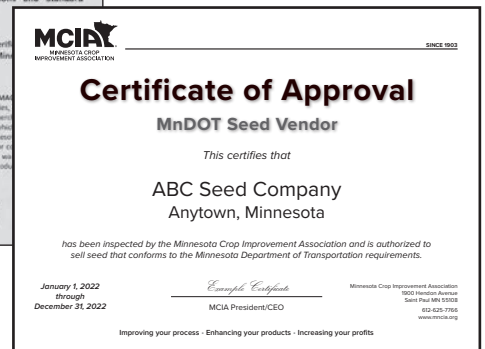 ions and Standard
MCIA
MINNESOTA CROP
IMPROVEMENT ASSOCIATION
SINCE 1903
Certificate of Approval
MnDOT Seed Vendor
This certifies that
ABC Seed Company
Anytown, Minnesota
has been inspected by the Minnesota Crop Improvement Association and is authorized to
sell seed that conforms to the Minnesota Department of Transportation requirements.
January 1, 2022
through
December 31, 2022
Example Certificate
MCIA President/CEO
Minnesota Crop Improvement Association
1900 Hendon Avenue
Saint Paul MN 55108
612-625-7766
www.mncia.org
Improving your process - Enhancing your products - Increasing your profits